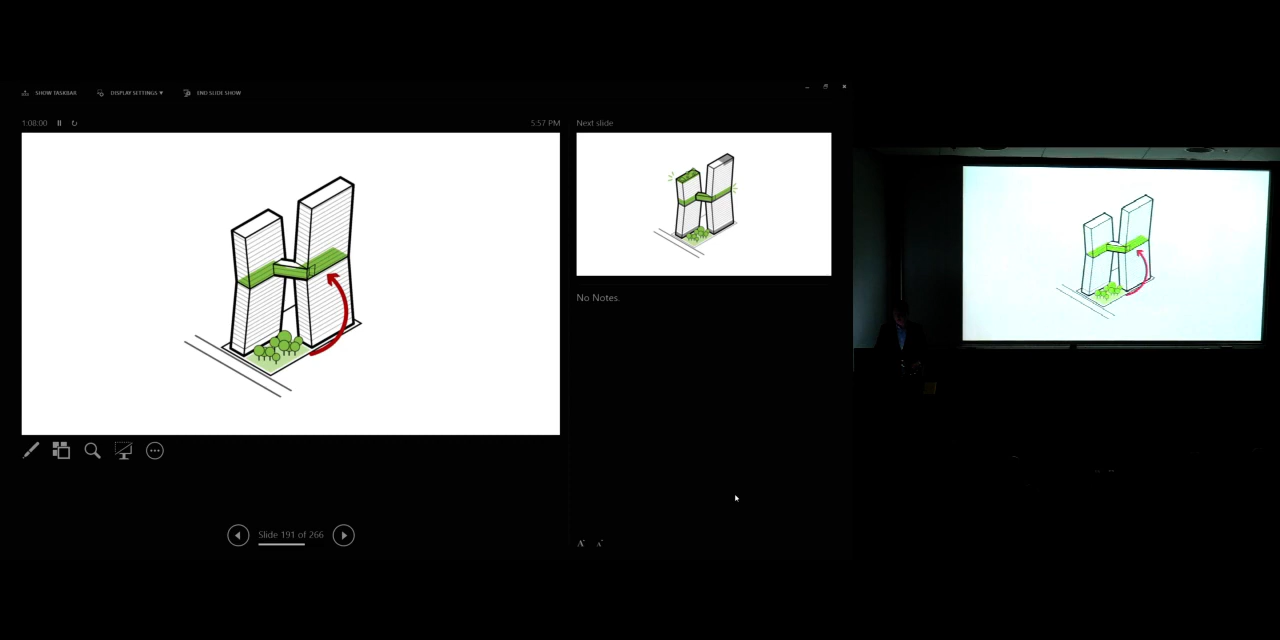 SHOW TASKBAR DISPLAY SETTINGS ▾ END SLIDE SHOW
1:08:00 5:57 PM Next slide
No Notes.
Slide 191 of 266
A A